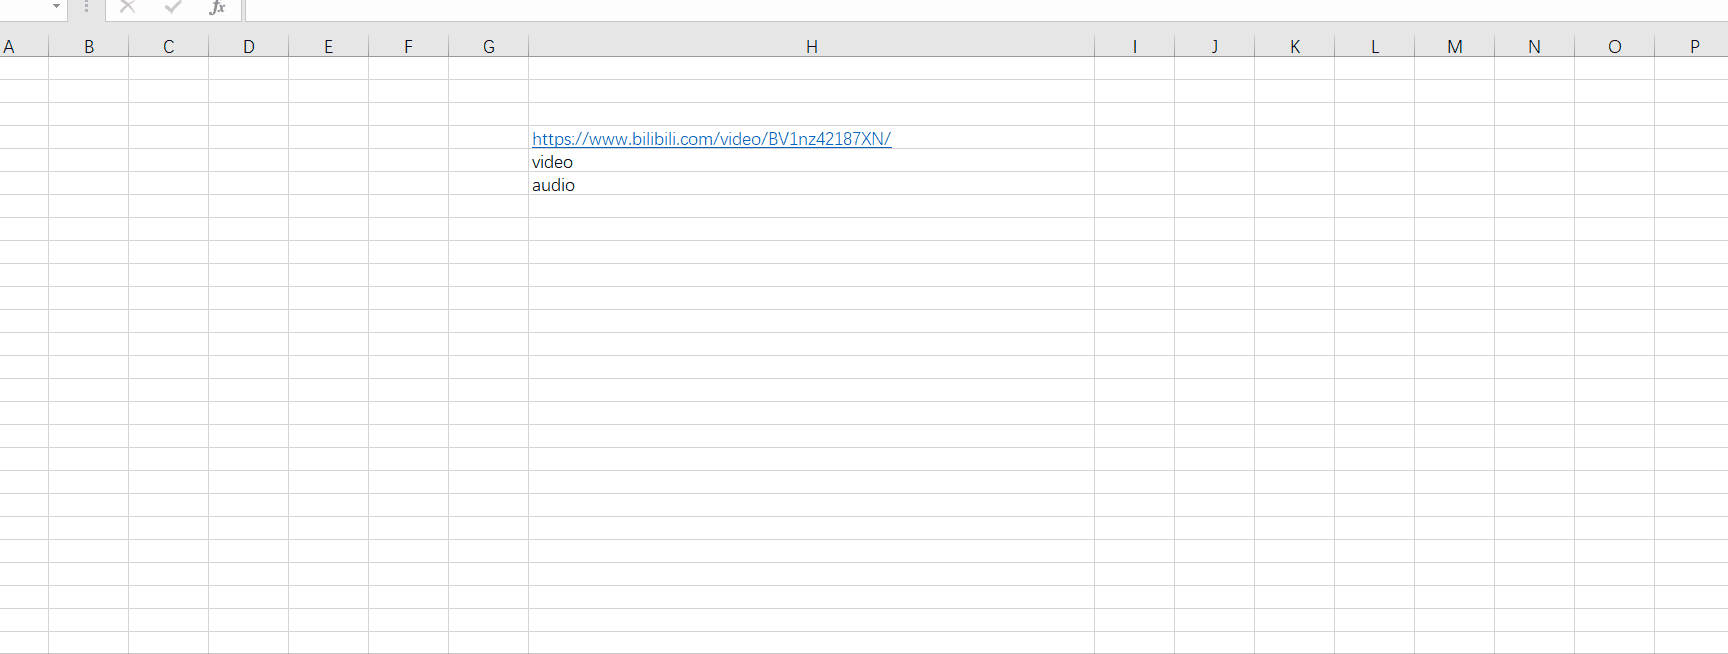 fx
A B C D E F G H I J K L M N O P
https://www.bilibili.com/video/BV1nz42187XN/
video
audio